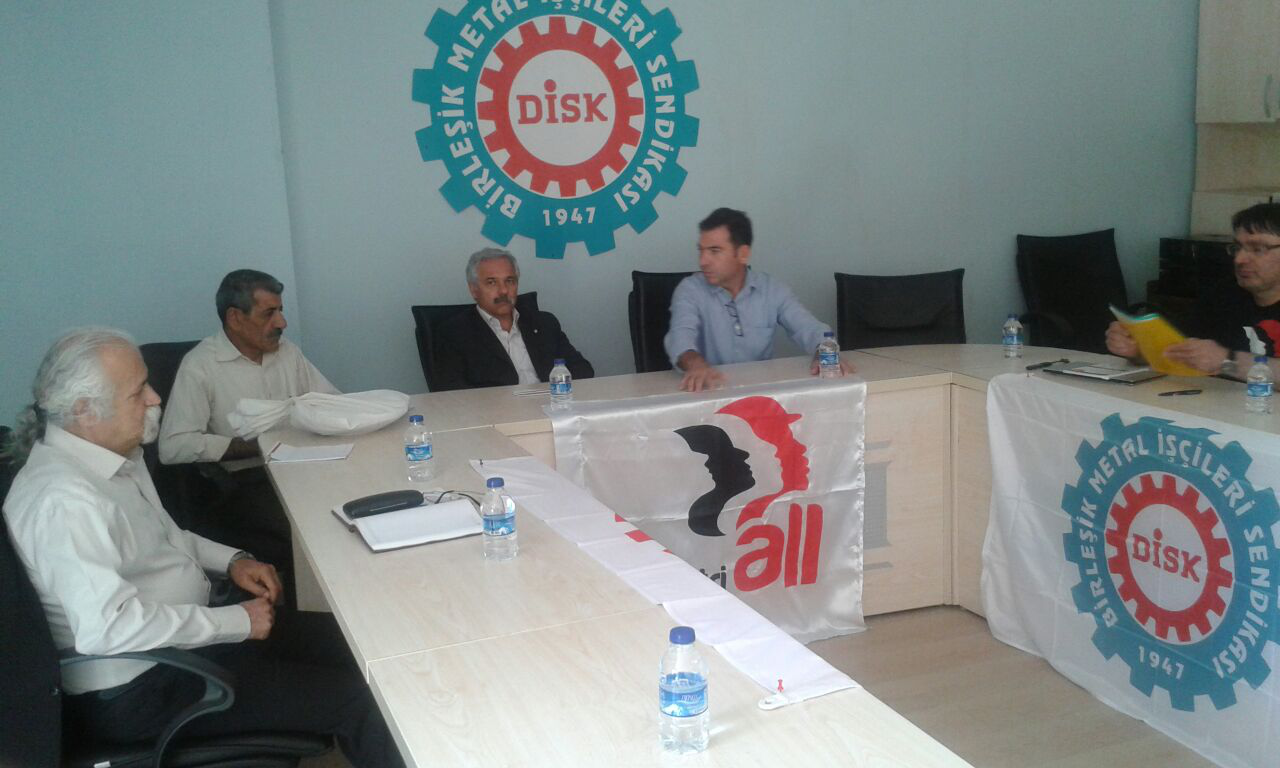 BİRLEŞİK METAL İŞÇİLERİ SENDİKASI
DİSK
1947
all
BİRLEŞİK METAL İŞÇİLERİ SENDİKASI
DİSK
1947